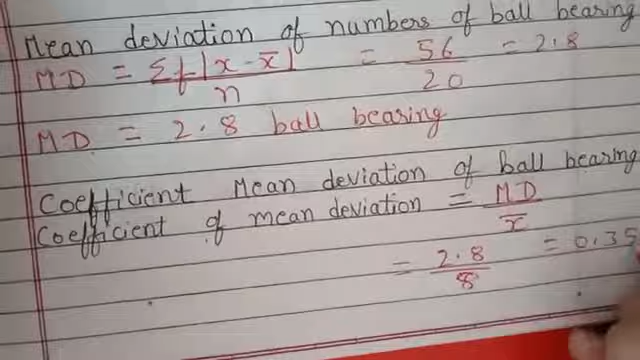 Mean deviation of numbers of ball bearing
MD = Σf|x-x̄| / n = 56/20 = 2.8
MD = 2.8 ball bearing
Coefficient Mean deviation of ball bearing
Coefficient of mean deviation = MD / x̄
= 2.8/8 = 0.35